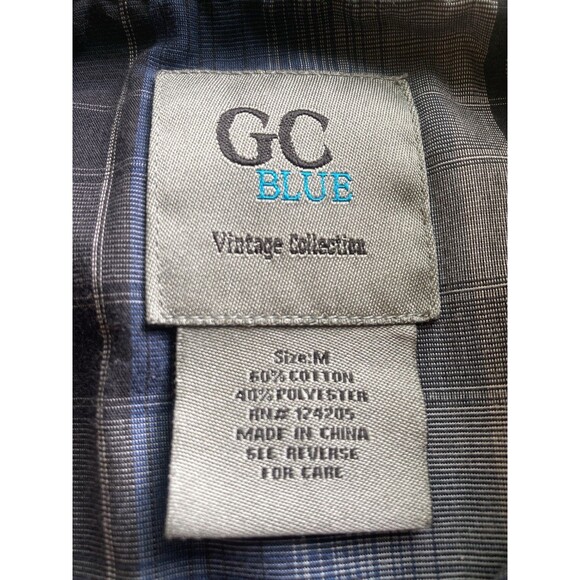 GC
BLUE
Vintage Collection
Size:M
60% COTTON
40% POLYESTER
RN# 124205
MADE IN CHINA
SEE REVERSE
FOR CARE